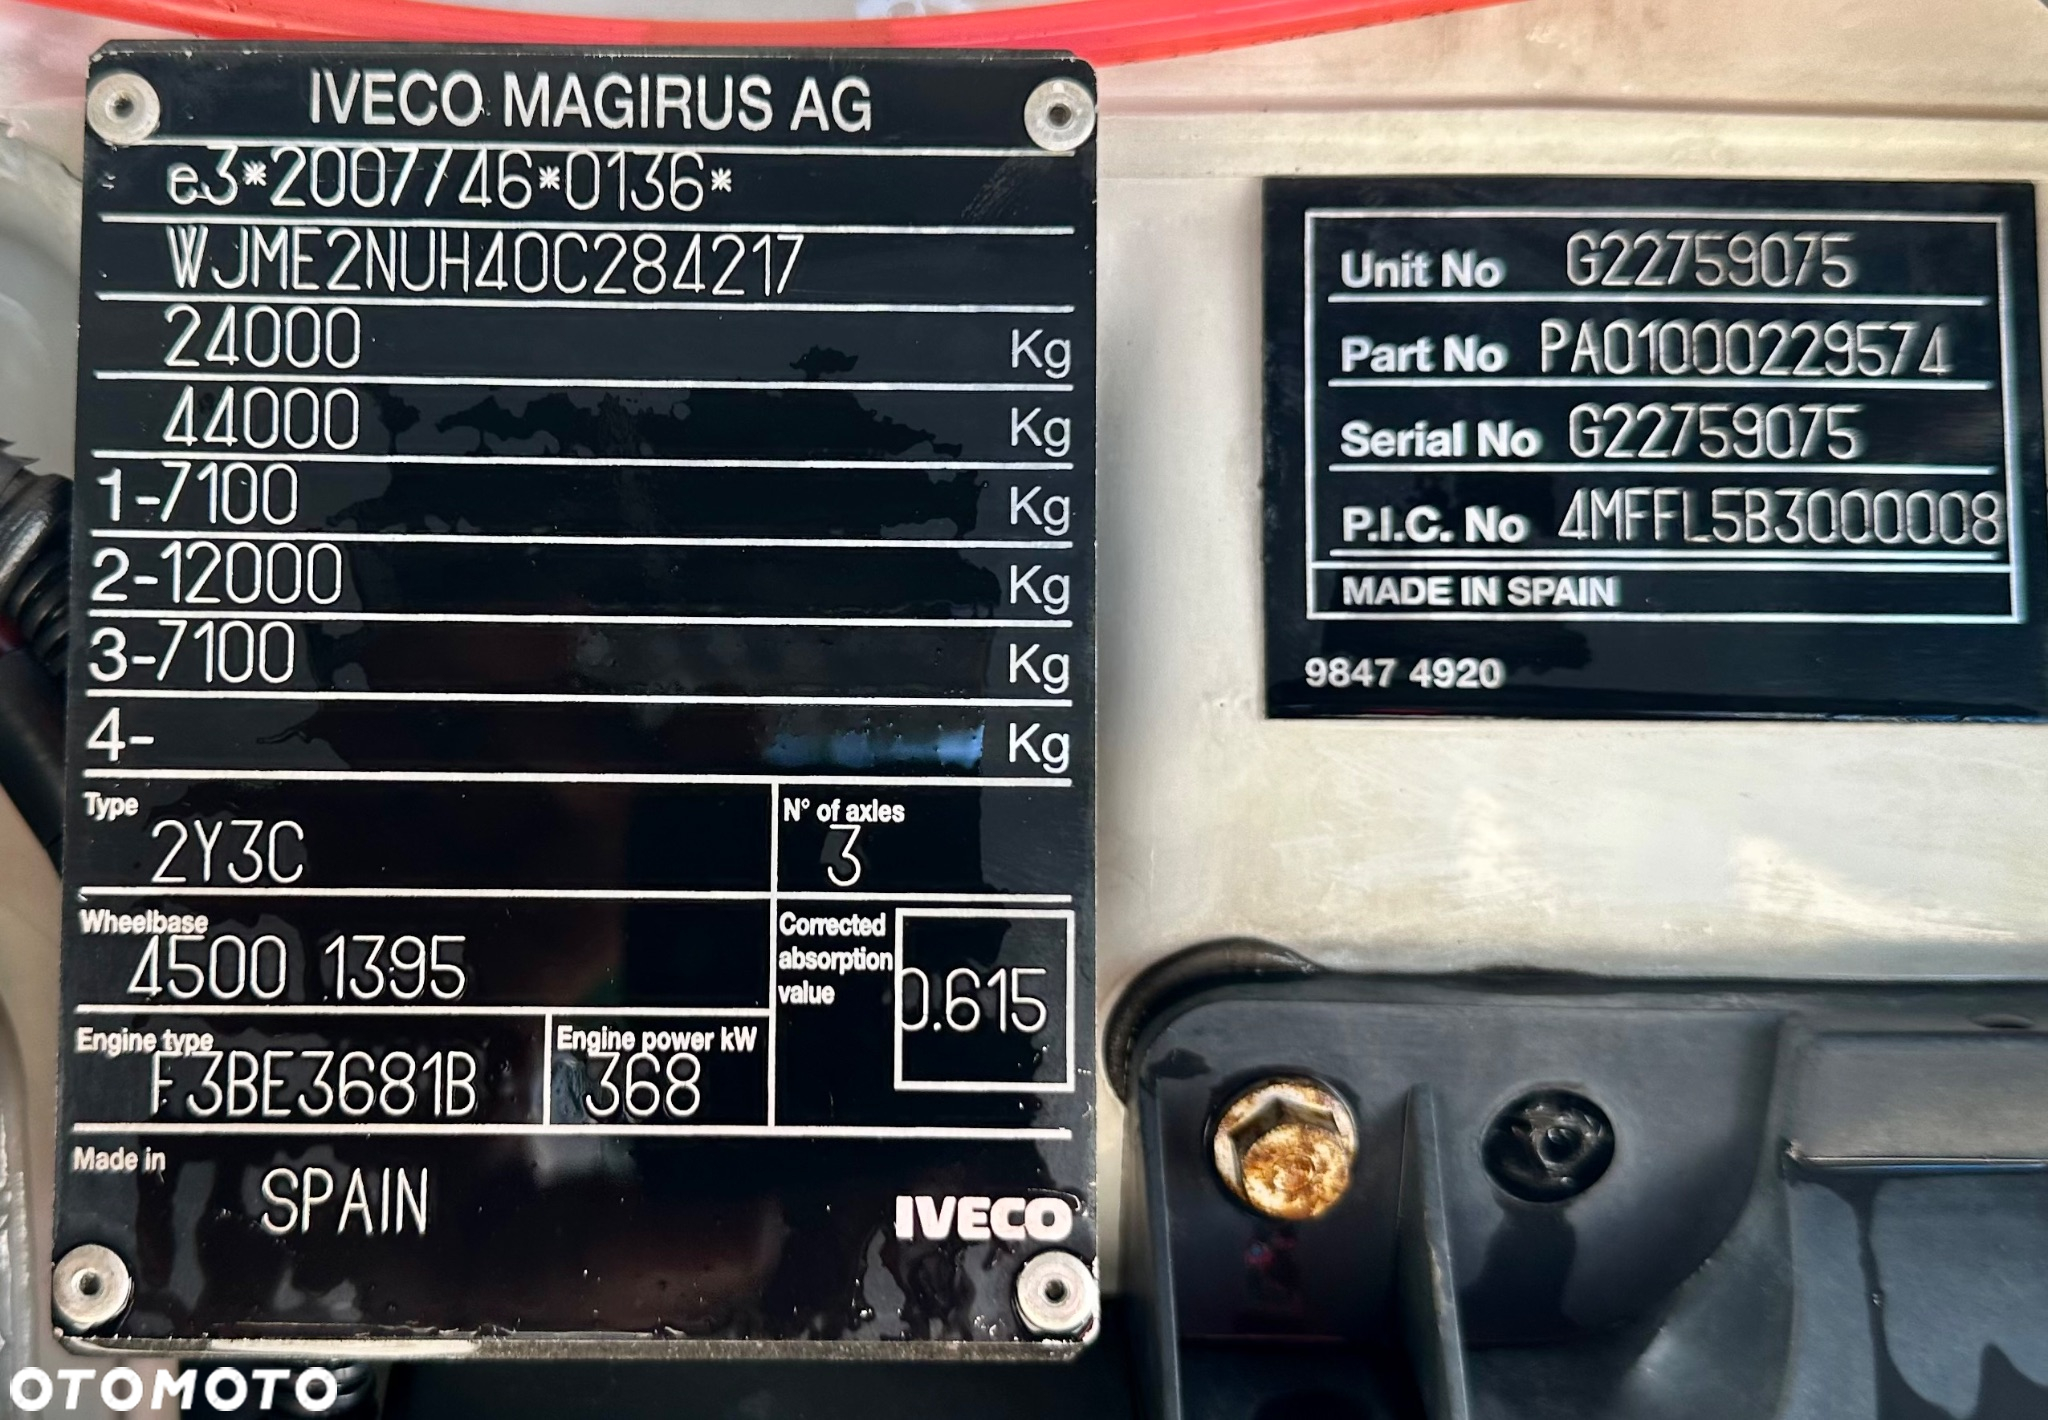 IVECO MAGIRUS AG
e3*2007/46*0136*
WJME2NUH40C284217
24000 Kg
44000 Kg
1-7100 Kg
2-12000 Kg
3-7100 Kg
4- Kg
Type
2Y3C
N° of axles
3
Wheelbase
4500 1395
Corrected
absorption
value
0.615
Engine type
F3BE3681B
Engine power kW
368
Made in
SPAIN
IVECO
Unit No G22759075
Part No PA01000229574
Serial No G22759075
P.I.C. No 4MFFL5B3000008
MADE IN SPAIN
9847 4920
OTOMOTO